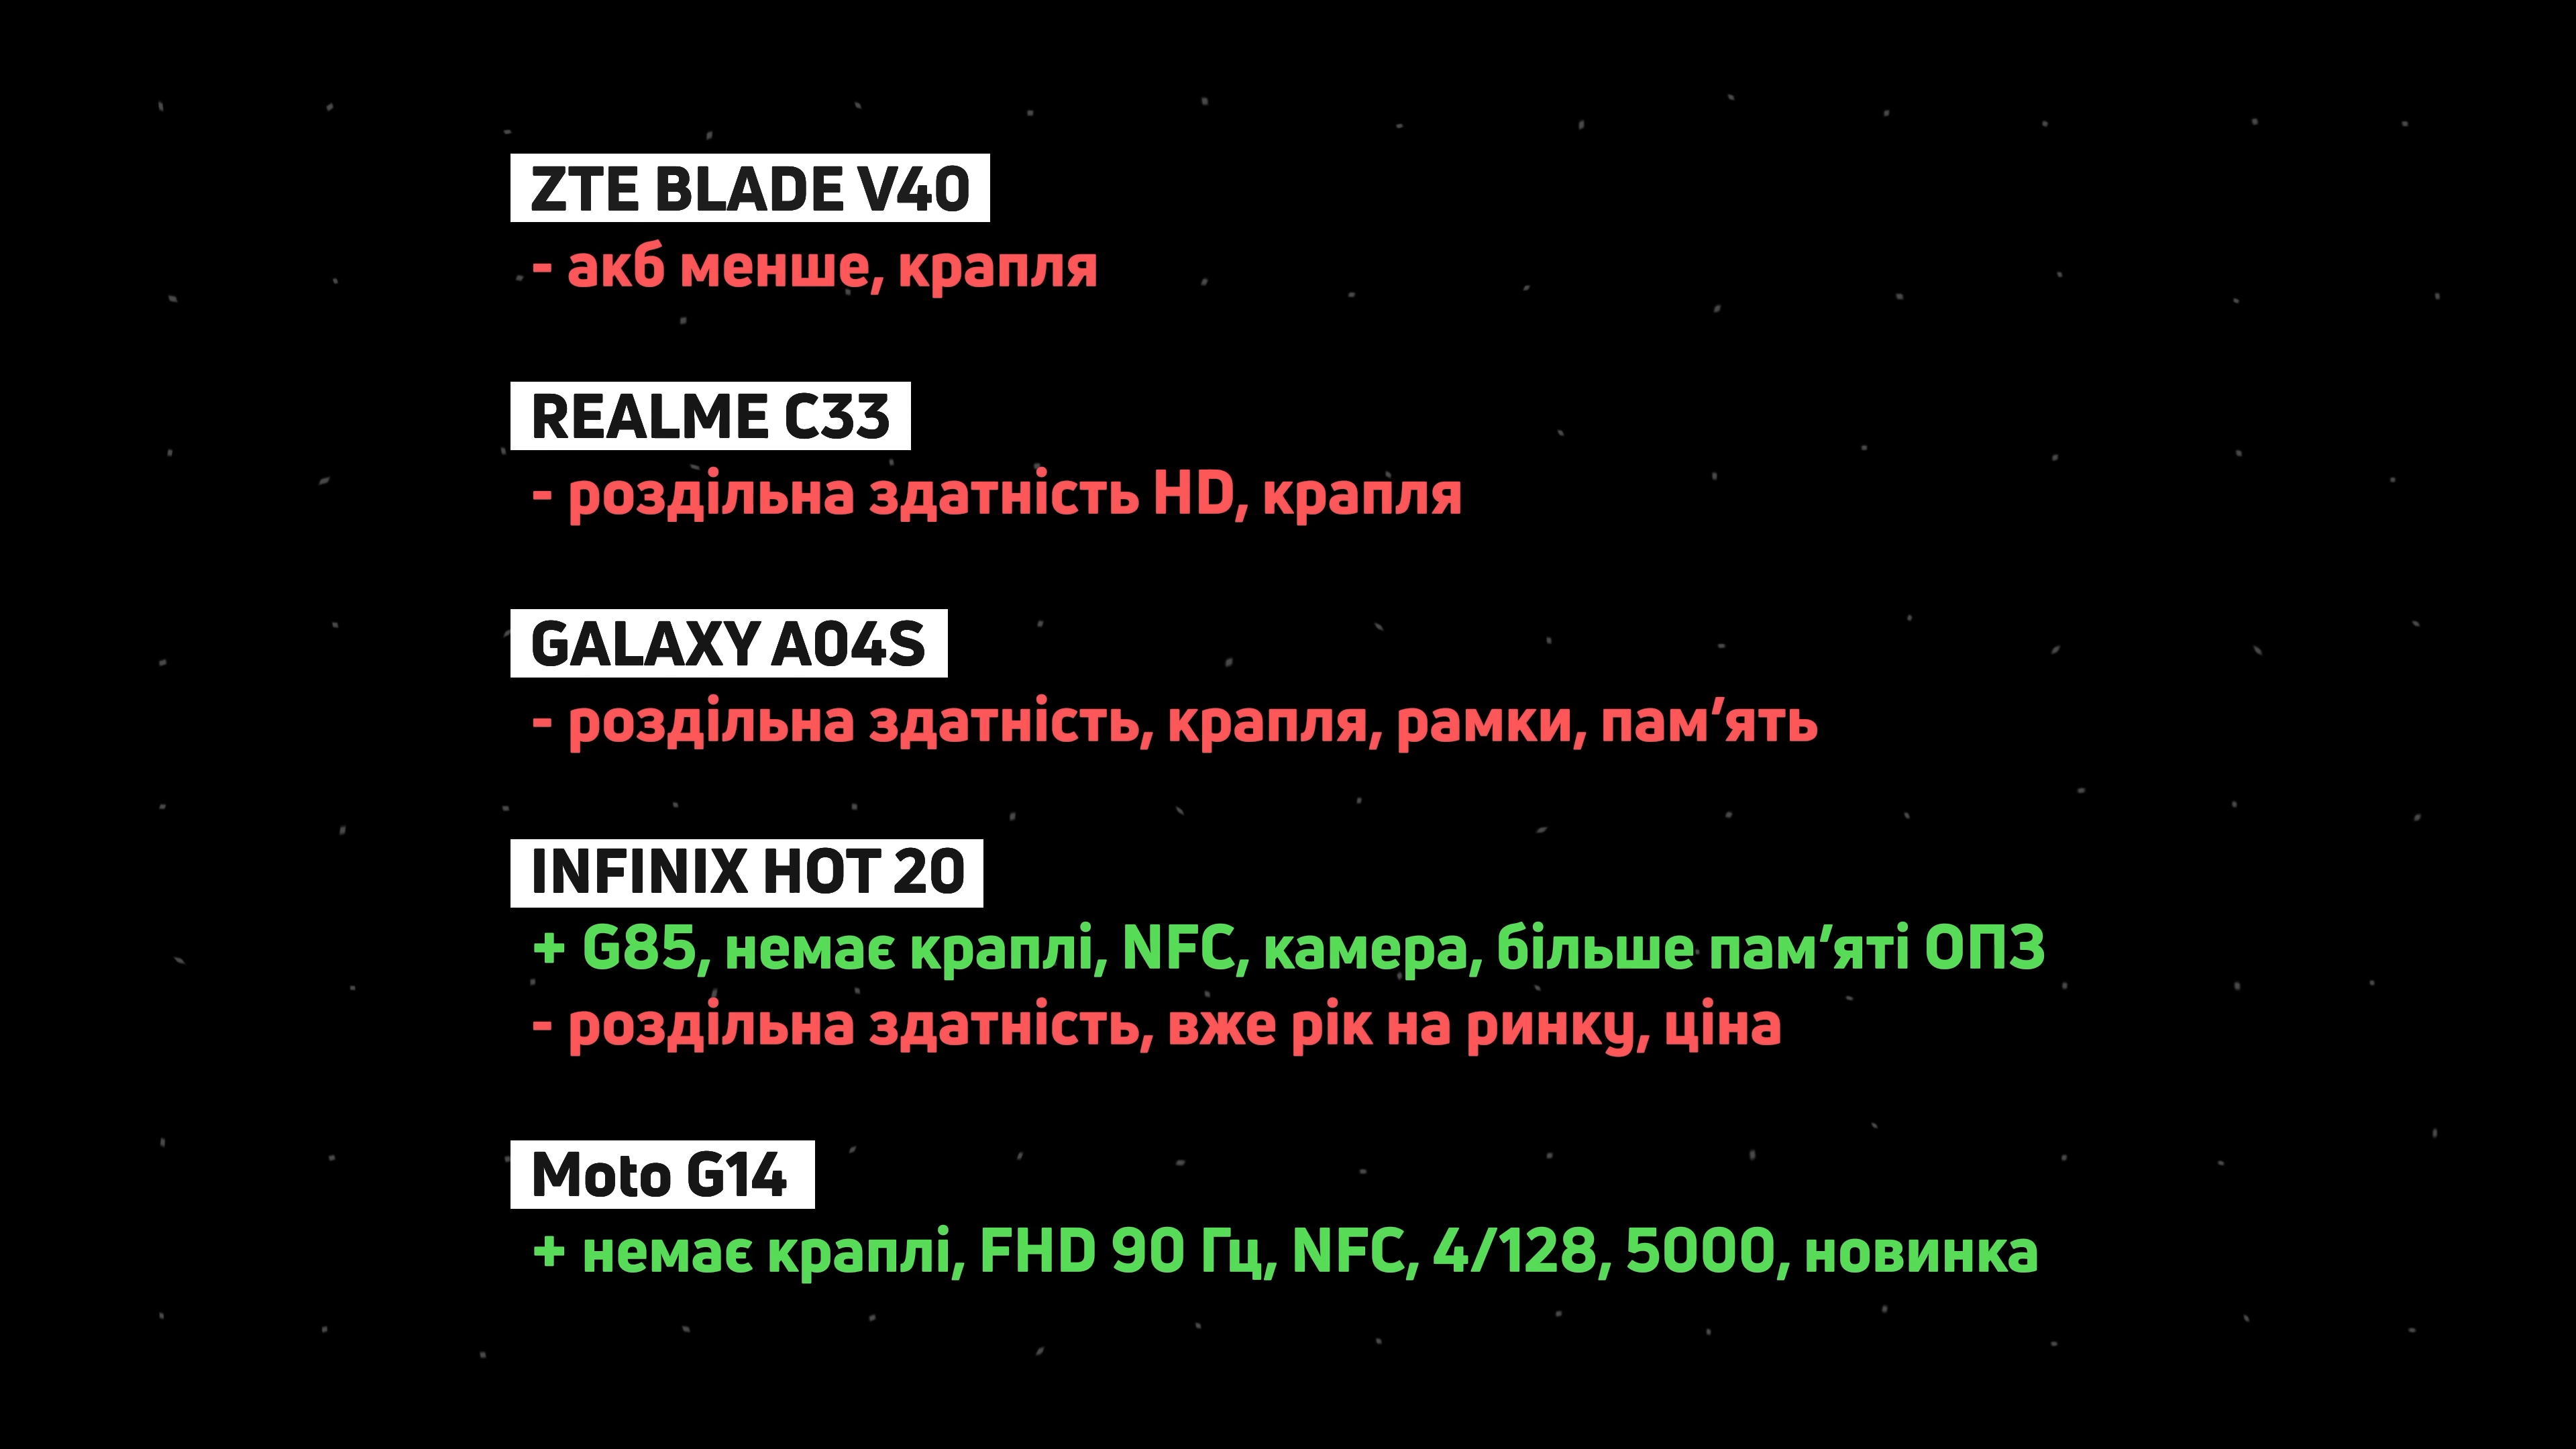 ZTE BLADE V40
- акб менше, крапля
REALME C33
- роздільна здатність HD, крапля
GALAXY A04S
- роздільна здатність, крапля, рамки, пам’ять
INFINIX HOT 20
+ G85, немає краплі, NFC, камера, більше пам’яті ОПЗ
- роздільна здатність, вже рік на ринку, ціна
Moto G14
+ немає краплі, FHD 90 Гц, NFC, 4/128, 5000, новинка